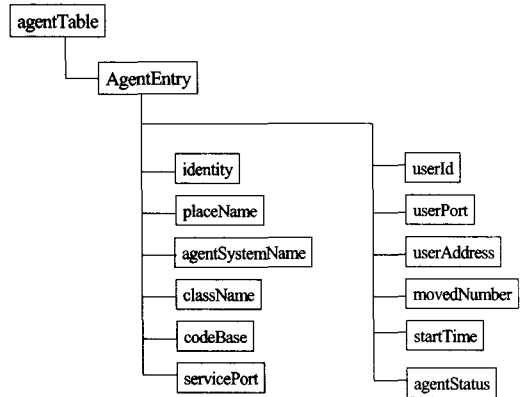 agentTable
AgentEntry
identity
placeName
agentSystemName
className
codeBase
servicePort
userId
userPort
userAddress
movedNumber
startTime
agentStatus